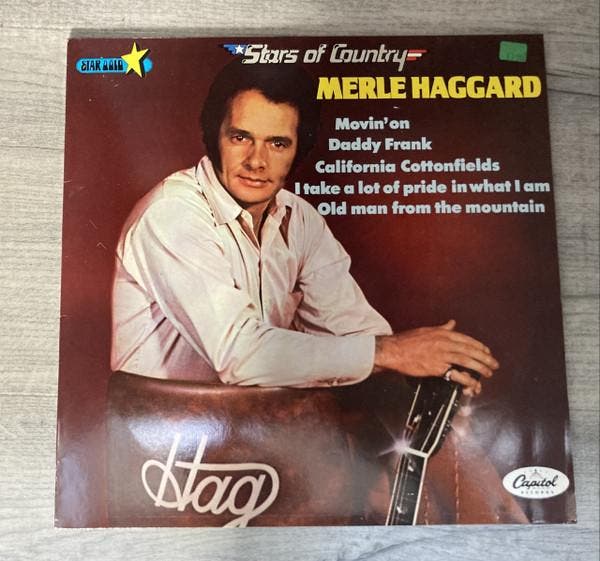 STAR GOLD
Stars of Country
MERLE HAGGARD
Movin' on
Daddy Frank
California Cottonfields
I take a lot of pride in what I am
Old man from the mountain
Hag
Capitol
RECORDS